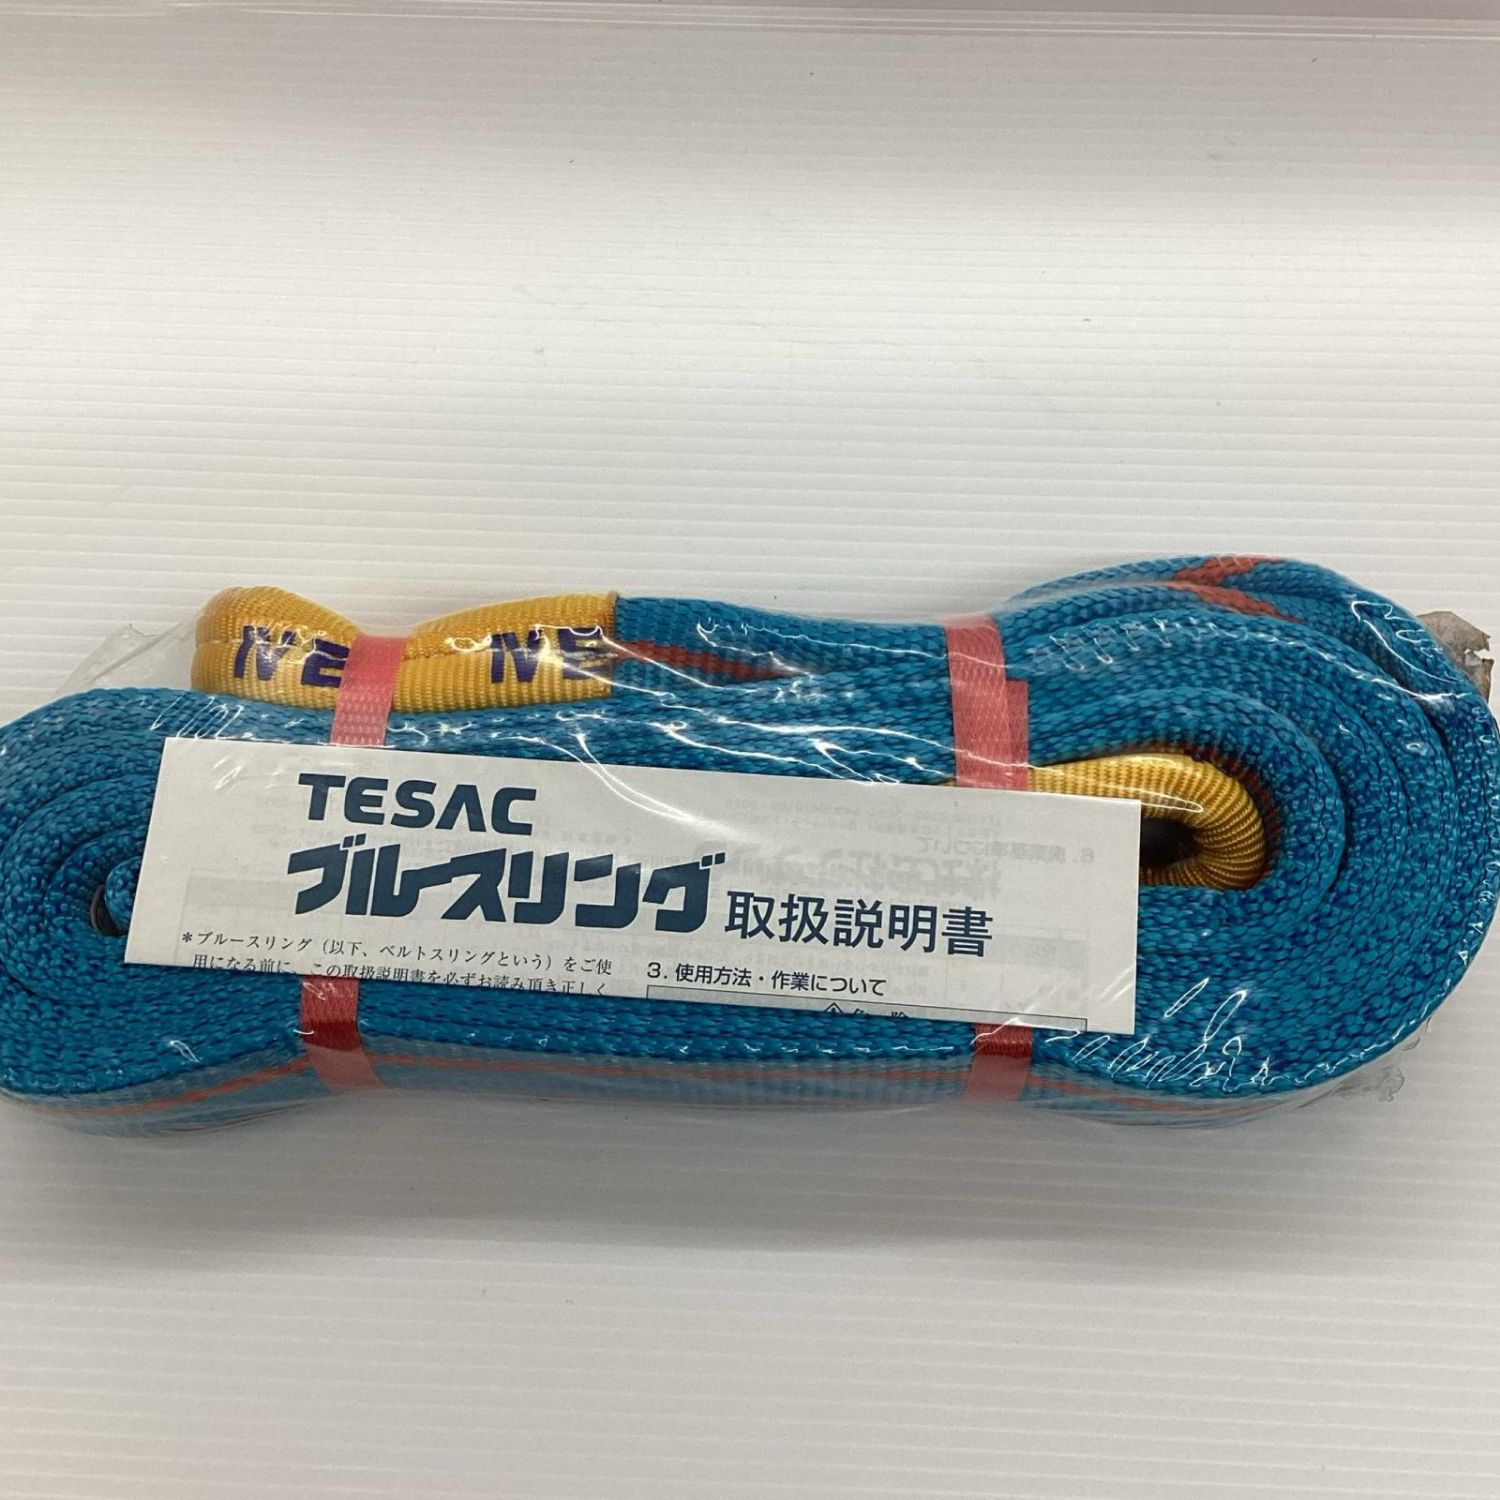 IVE
IVE
TESAC
ブルースリング 取扱説明書
＊ブルースリング（以下、ベルトスリングという）をご使
用になる前に、この取扱説明書を必ずお読み頂き正しく
3. 使用方法・作業について